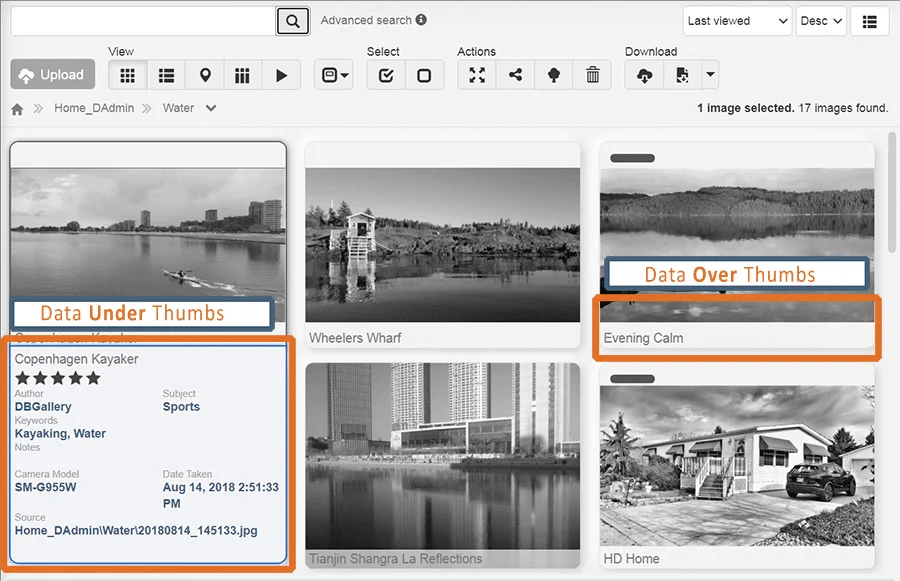 Advanced search
Last viewed
Desc
View
Select
Actions
Download
Upload
Home_DAdmin
Water
1 image selected. 17 images found.
Data Under Thumbs
Copenhagen Kayaker
Copenhagen Kayaker
Author
Subject
DBGallery
Sports
Keywords
Kayaking, Water
Notes
Camera Model
Date Taken
SM-G955W
Aug 14, 2018 2:51:33
PM
Source
Home_DAdmin\Water\20180814_145133.jpg
Wheelers Wharf
Data Over Thumbs
Evening Calm
Tianjin Shangra La Reflections
HD Home